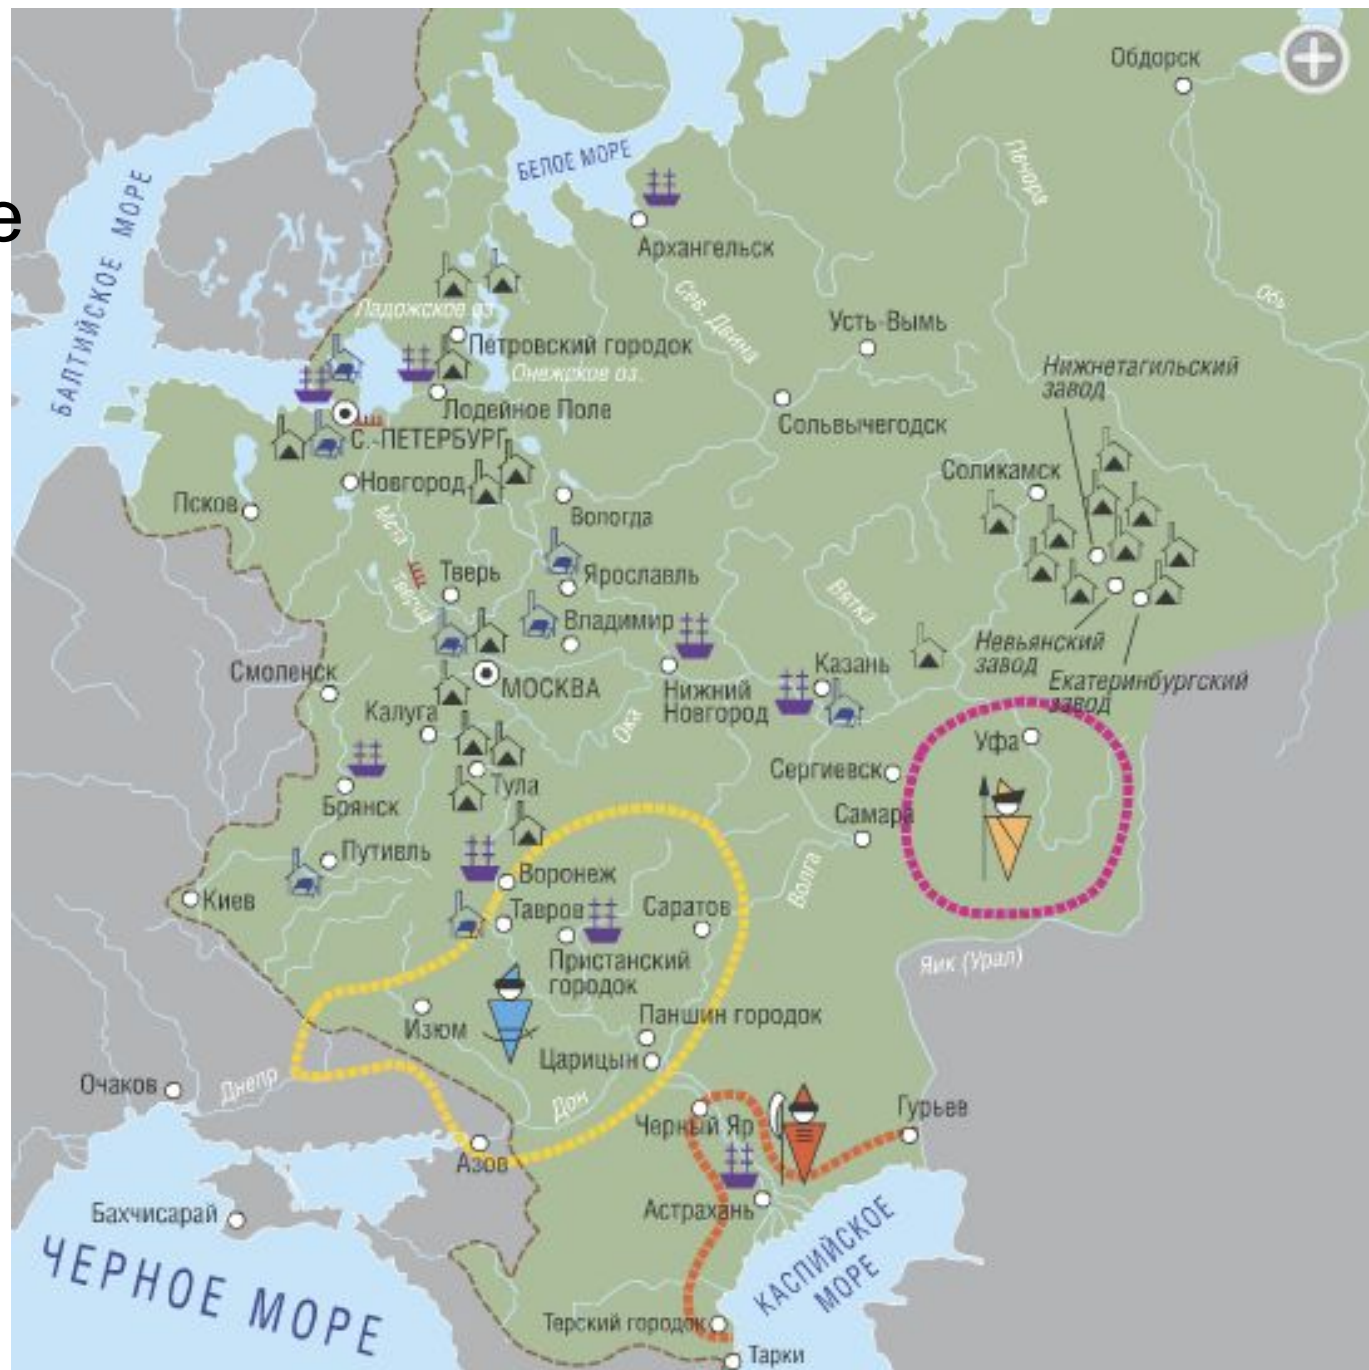 Обдорск
БЕЛОЕ МОРЕ
Печора
БАЛТИЙСКОЕ МОРЕ
е
Архангельск
Сев. Двина
Обь
Ладожское оз.
Усть-Вымь
Петровский городок
Нижнетагильский
завод
Онежское оз.
Лодейное Поле
Сольвычегодск
С.-ПЕТЕРБУРГ
Соликамск
Новгород
Псков
Вологда
Мста
Тверь
Ярославль
Тверца
Вятка
Владимир
Невьянский
завод
Смоленск
Казань
МОСКВА
Нижний
Новгород
Екатеринбургский
завод
Калуга
Ока
Уфа
Сергиевск
Тула
Брянск
Самара
Путивль
Волга
Воронеж
Киев
Тавров
Саратов
Пристанский
городок
Яик (Урал)
Изюм
Паншин городок
Царицын
Очаков
Днепр
Дон
Черный Яр
Гурьев
Азов
Бахчисарай
Астрахань
ЧЕРНОЕ МОРЕ
КАСПИЙСКОЕ
МОРЕ
Терский городок
Тарки